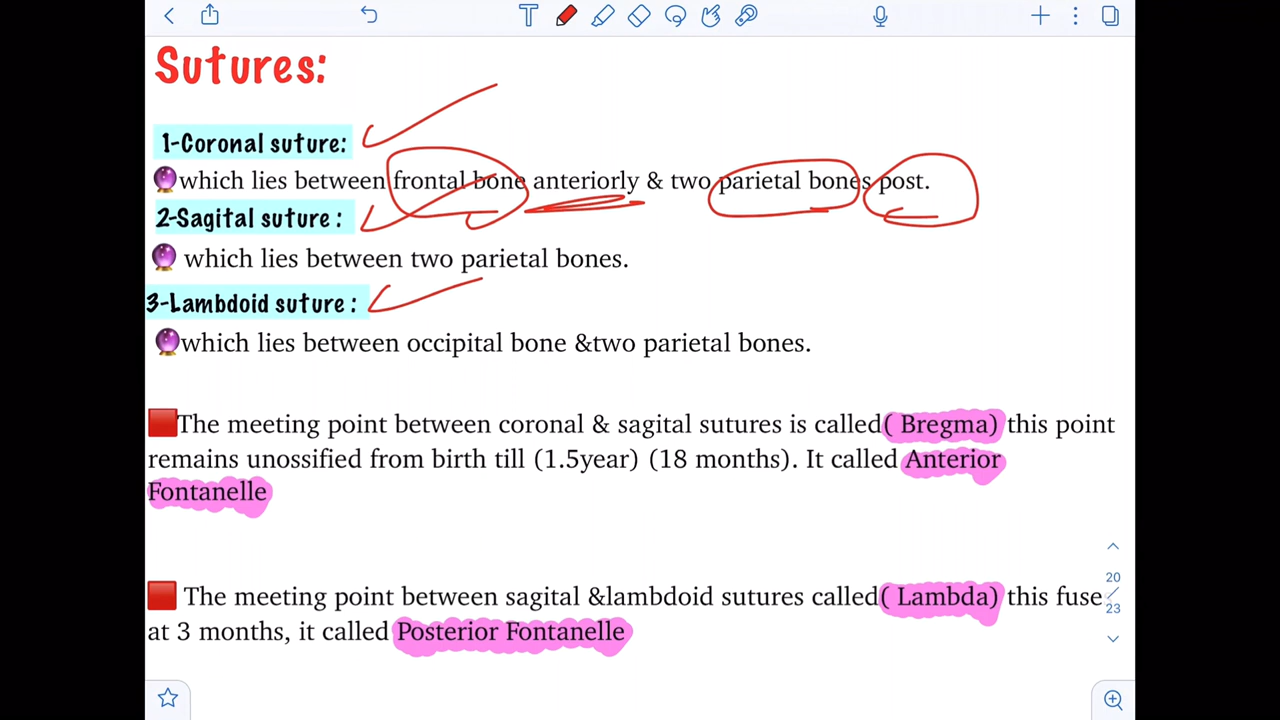 Sutures:
1-Coronal suture:
which lies between frontal bone anteriorly & two parietal bones post.
2-Sagital suture :
which lies between two parietal bones.
3-Lambdoid suture :
which lies between occipital bone &two parietal bones.
The meeting point between coronal & sagital sutures is called( Bregma) this point
remains unossified from birth till (1.5year) (18 months). It called Anterior
Fontanelle
20
23
The meeting point between sagital &lambdoid sutures called( Lambda) this fuse
at 3 months, it called Posterior Fontanelle